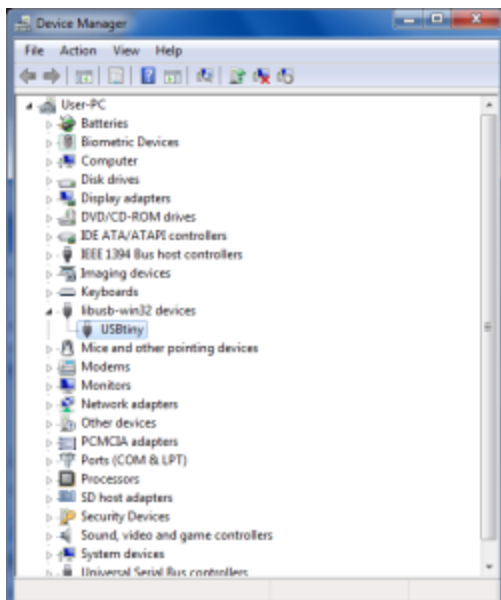 Device Manager
File Action View Help
User-PC
Batteries
Biometric Devices
Computer
Disk drives
Display adapters
DVD/CD-ROM drives
IDE ATA/ATAPI controllers
IEEE 1394 Bus host controllers
Imaging devices
Keyboards
libusb-win32 devices
USBtiny
Mice and other pointing devices
Modems
Monitors
Network adapters
Other devices
PCMCIA adapters
Ports (COM & LPT)
Processors
SD host adapters
Security Devices
Sound, video and game controllers
System devices
Universal Serial Bus controllers